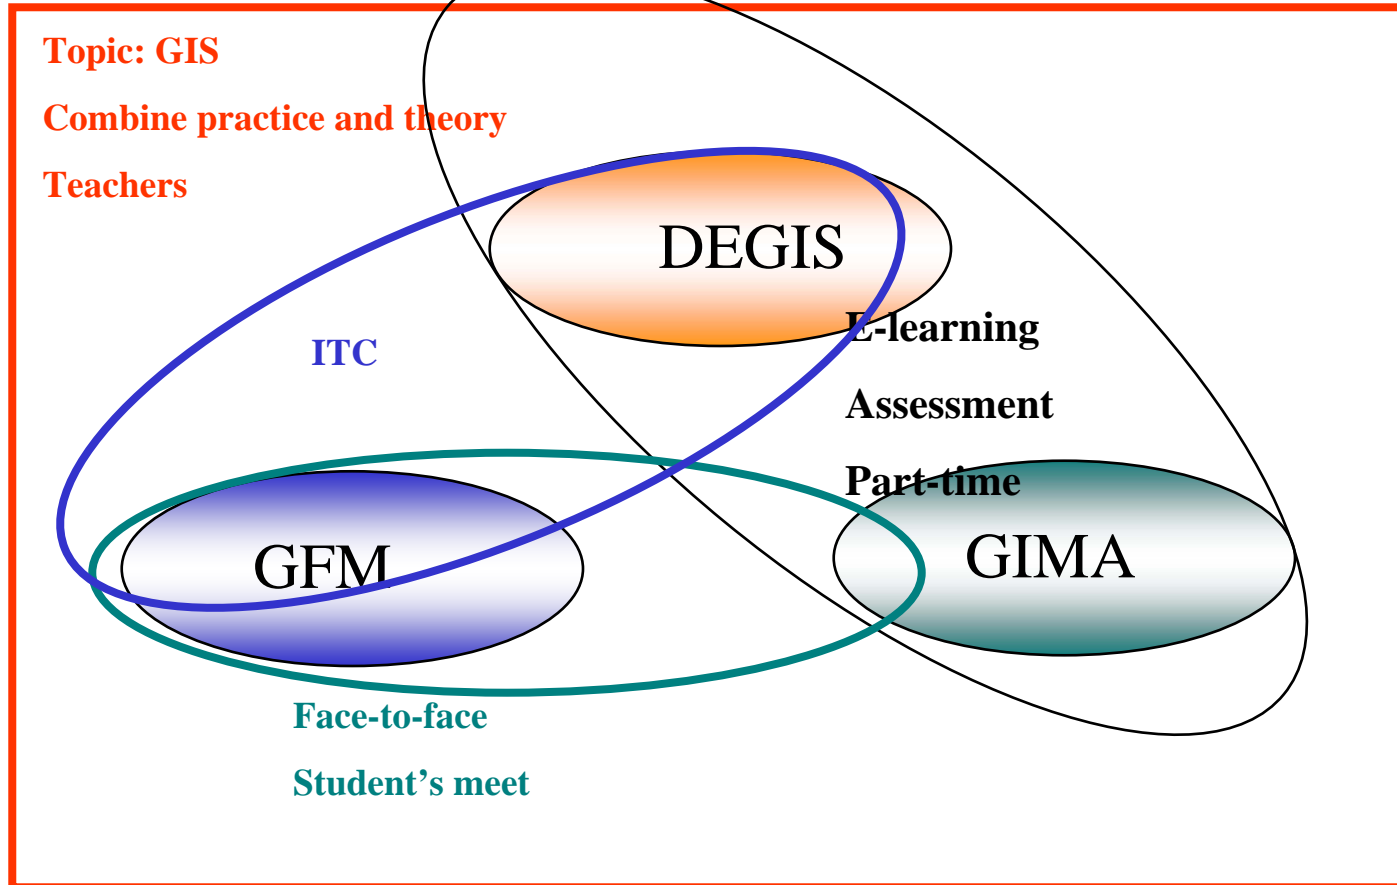 Topic: GIS
Combine practice and theory
Teachers
DEGIS
E-learning
ITC
Assessment
Part-time
GFM
GIMA
Face-to-face
Student’s meet